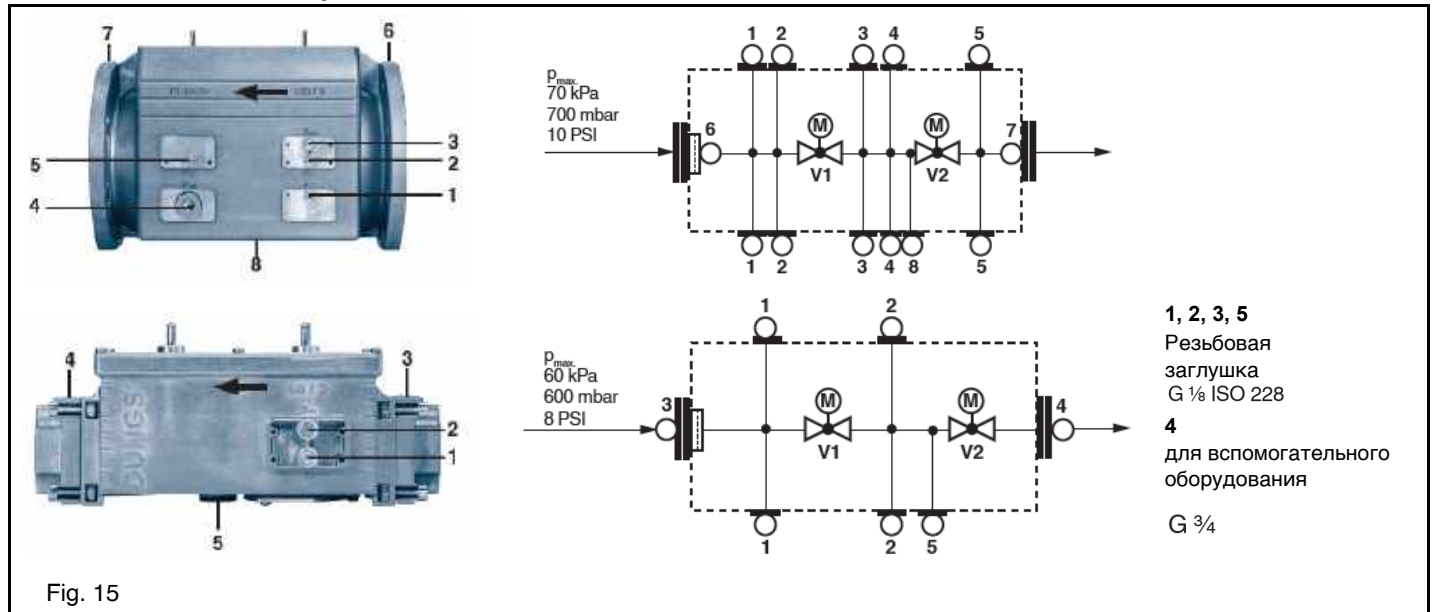 7
6
5
4
3
2
1
8
p max.
70 kPa
700 mbar
10 PSI
1 2 3 4 5
6
M M
7
V1 V2
1 2 3 4 8 5
4
3
DUNGS
2
1
5
p max.
60 kPa
600 mbar
8 PSI
1 2
3
M M
4
V1 V2
1 2 5
1, 2, 3, 5
Резьбовая
заглушка
G ⅛ ISO 228
4
для вспомогательного
оборудования
G ¾
Fig. 15